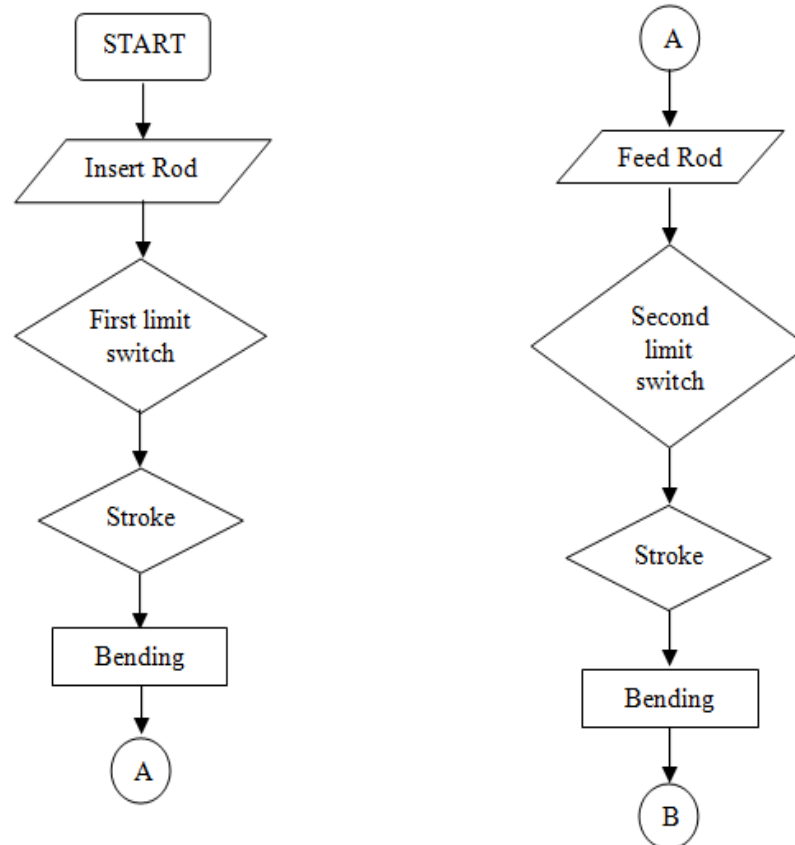 START
Insert Rod
First limit
switch
Stroke
Bending
A
A
Feed Rod
Second
limit
switch
Stroke
Bending
B